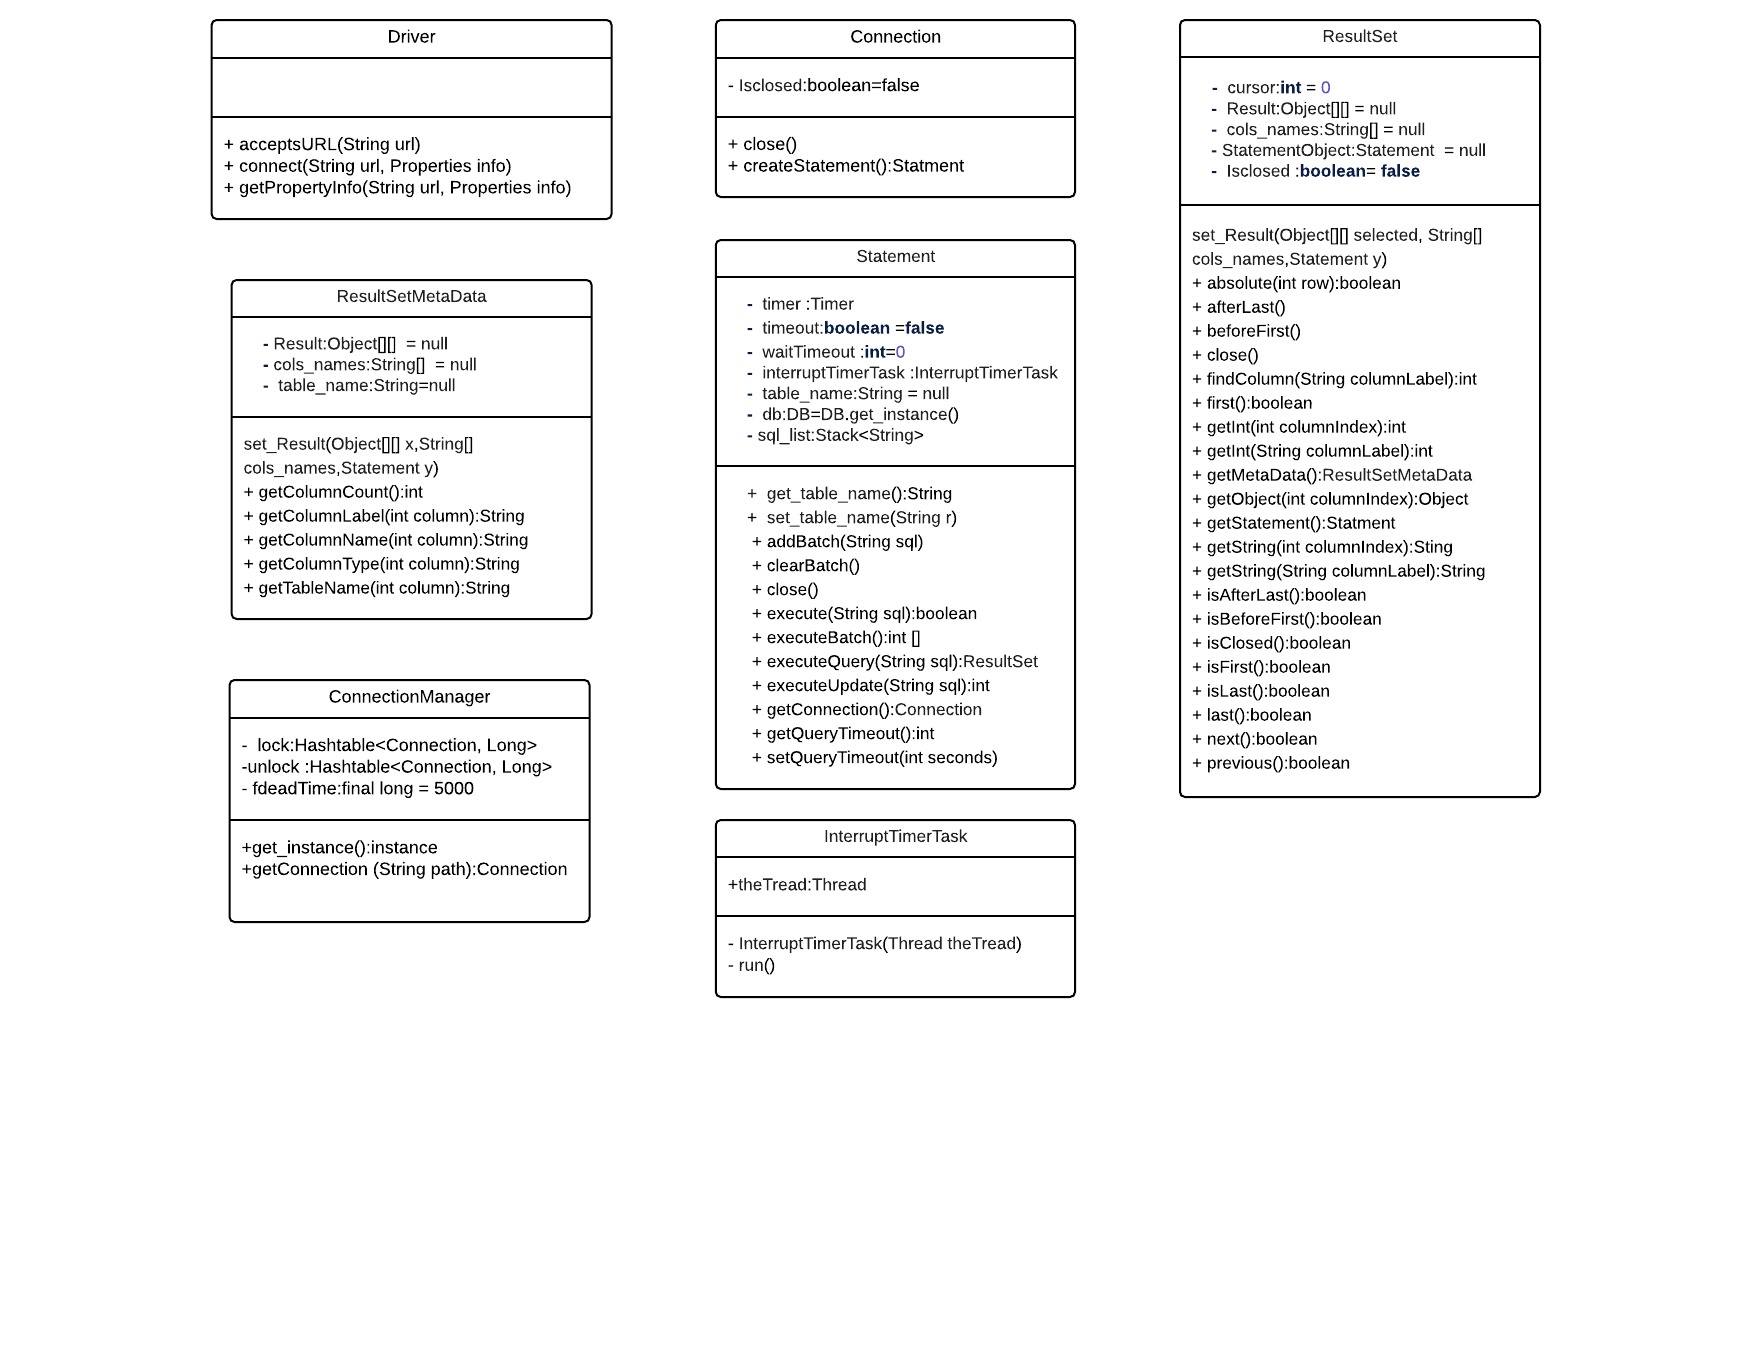 Driver
+ acceptsURL(String url)
+ connect(String url, Properties info)
+ getPropertyInfo(String url, Properties info)
ResultSetMetaData
- Result:Object[][]  = null
- cols_names:String[]  = null
-  table_name:String=null
set_Result(Object[][] x,String[]
cols_names,Statement y)
+ getColumnCount():int
+ getColumnLabel(int column):String
+ getColumnName(int column):String
+ getColumnType(int column):String
+ getTableName(int column):String
ConnectionManager
-  lock:Hashtable<Connection, Long>
-unlock :Hashtable<Connection, Long>
- fdeadTime:final long = 5000
+get_instance():instance
+getConnection (String path):Connection
Connection
- Isclosed:boolean=false
+ close()
+ createStatement():Statment
Statement
-  timer :Timer
-  timeout:boolean =false
-  waitTimeout :int=0
-  interruptTimerTask :InterruptTimerTask
-  table_name:String = null
-  db:DB=DB.get_instance()
- sql_list:Stack<String>
+  get_table_name():String
+  set_table_name(String r)
+ addBatch(String sql)
+ clearBatch()
+ close()
+ execute(String sql):boolean
+ executeBatch():int []
+ executeQuery(String sql):ResultSet
+ executeUpdate(String sql):int
+ getConnection():Connection
+ getQueryTimeout():int
+ setQueryTimeout(int seconds)
InterruptTimerTask
+theTread:Thread
- InterruptTimerTask(Thread theTread)
- run()
ResultSet
-  cursor:int = 0
-  Result:Object[][] = null
-  cols_names:String[] = null
- StatementObject:Statement  = null
-  Isclosed :boolean= false
set_Result(Object[][] selected, String[]
cols_names,Statement y)
+ absolute(int row):boolean
+ afterLast()
+ beforeFirst()
+ close()
+ findColumn(String columnLabel):int
+ first():boolean
+ getInt(int columnIndex):int
+ getInt(String columnLabel):int
+ getMetaData():ResultSetMetaData
+ getObject(int columnIndex):Object
+ getStatement():Statment
+ getString(int columnIndex):Sting
+ getString(String columnLabel):String
+ isAfterLast():boolean
+ isBeforeFirst():boolean
+ isClosed():boolean
+ isFirst():boolean
+ isLast():boolean
+ last():boolean
+ next():boolean
+ previous():boolean